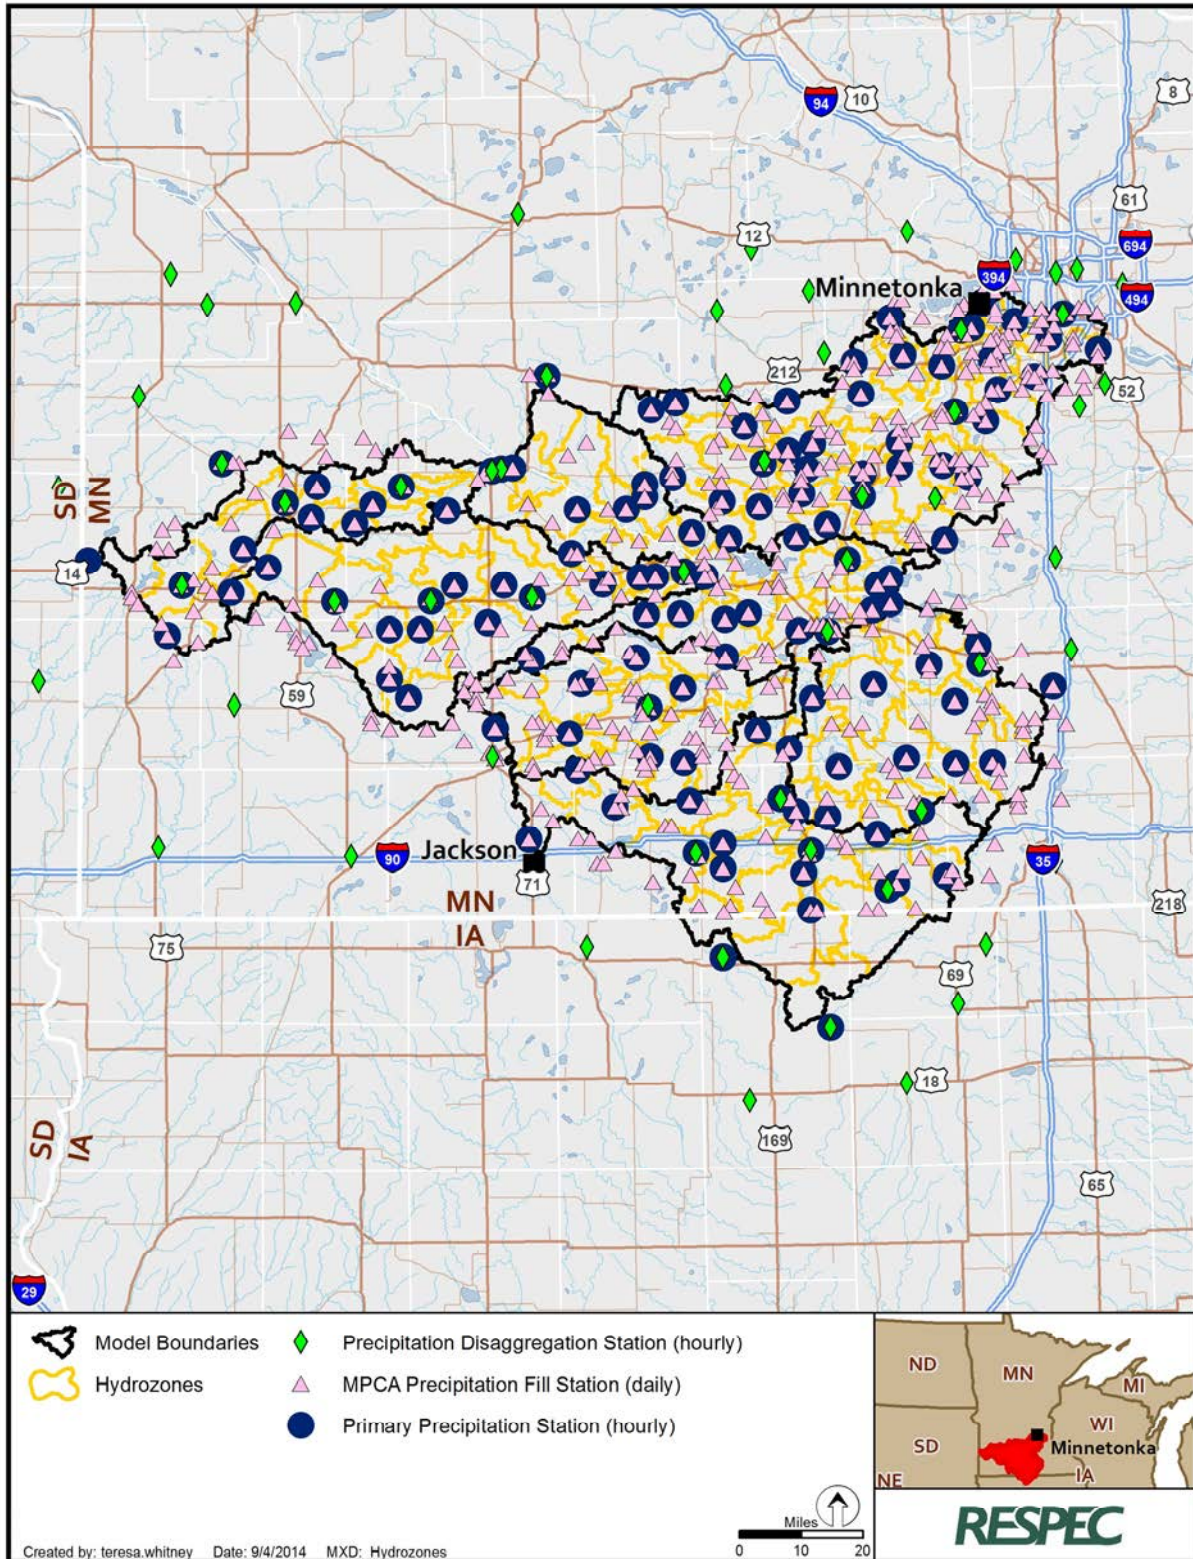 94
10
8
61
12
694
394
Minnetonka
494
212
52
SD
MN
14
59
Jackson
90
71
35
MN
IA
218
75
69
18
SD
IA
169
65
29
Model Boundaries
Precipitation Disaggregation Station (hourly)
Hydrozones
MPCA Precipitation Fill Station (daily)
Primary Precipitation Station (hourly)
ND
MN
MI
WI
SD
Minnetonka
NE
IA
Miles
0 10 20
RESPEC
Created by: teresa.whitney Date: 9/4/2014 MXD: Hydrozones